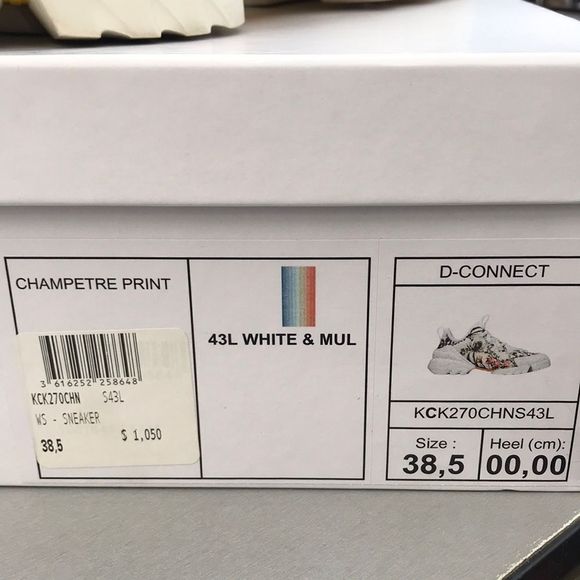 CHAMPETRE PRINT
3 616252 258648
KCK270CHN S43L
WS - SNEAKER
$ 1,050
38,5
43L WHITE & MUL
D-CONNECT
KCK270CHNS43L
Size : Heel (cm):
38,5 00,00